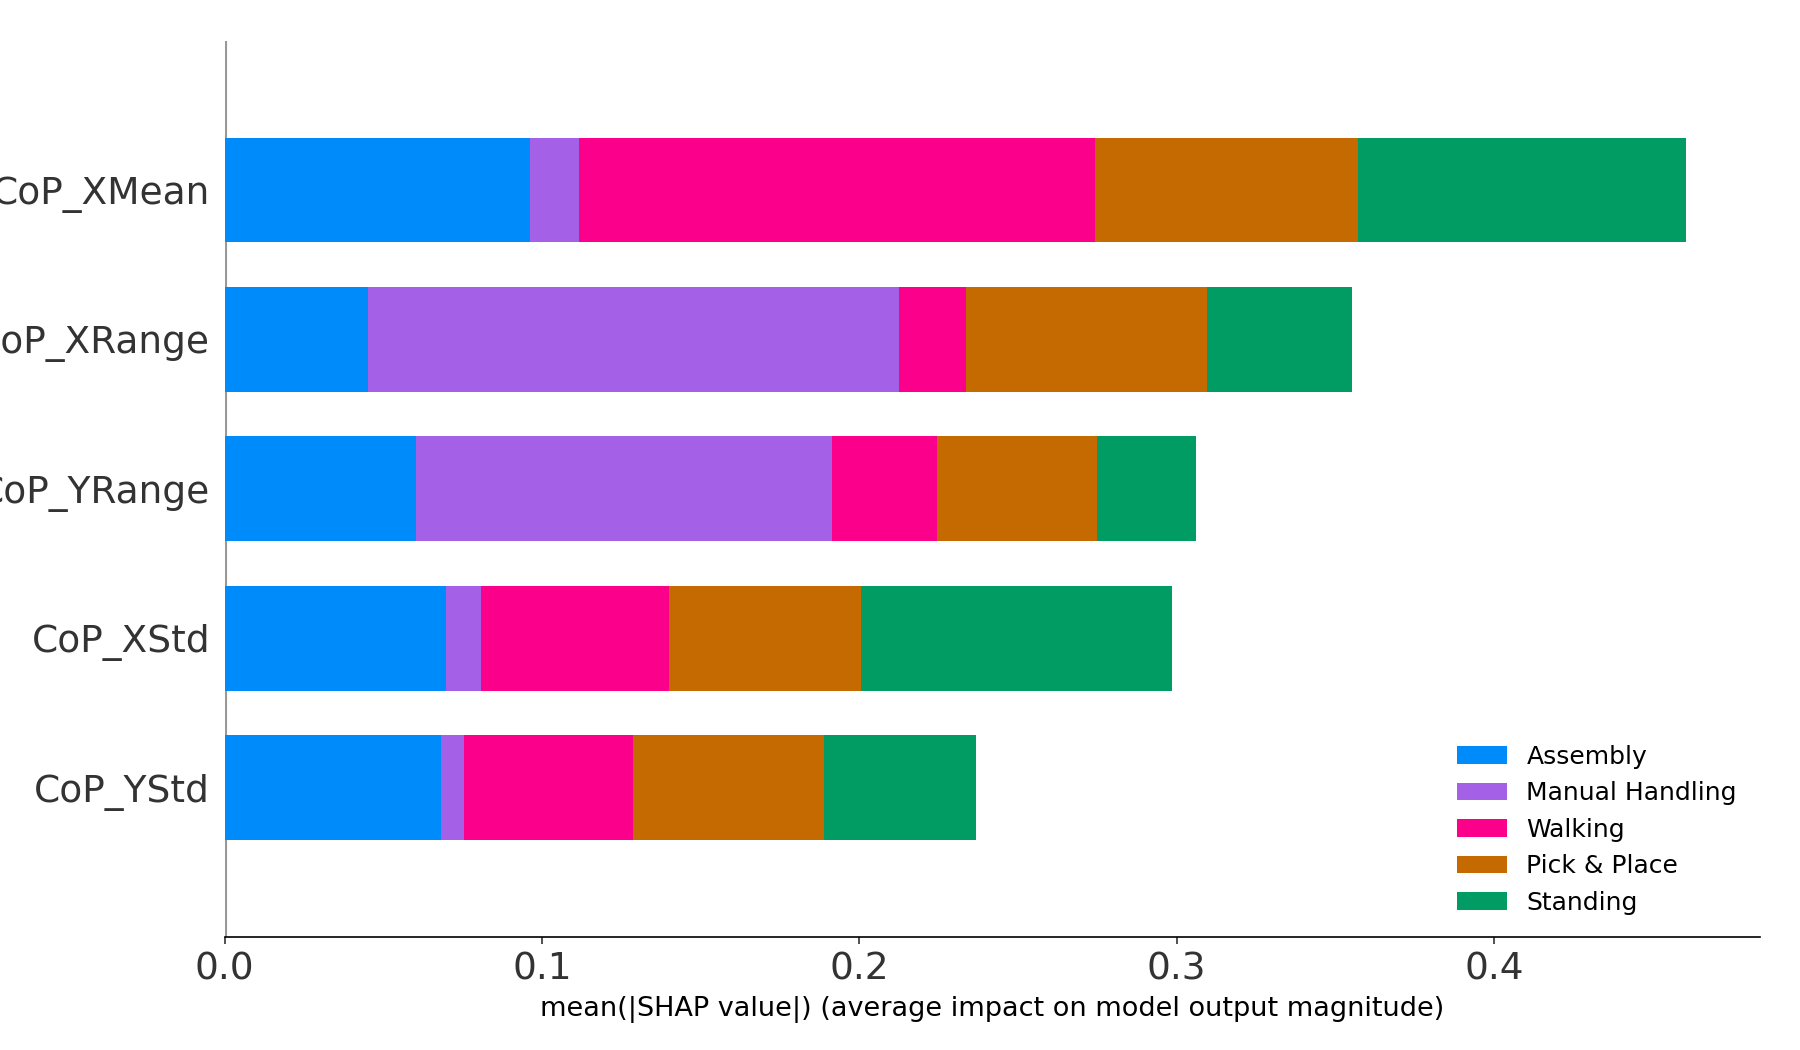 CoP_XMean
oP_XRange
CoP_YRange
CoP_XStd
CoP_YStd
Assembly
Manual Handling
Walking
Pick & Place
Standing
0.0 0.1 0.2 0.3 0.4
mean(|SHAP value|) (average impact on model output magnitude)